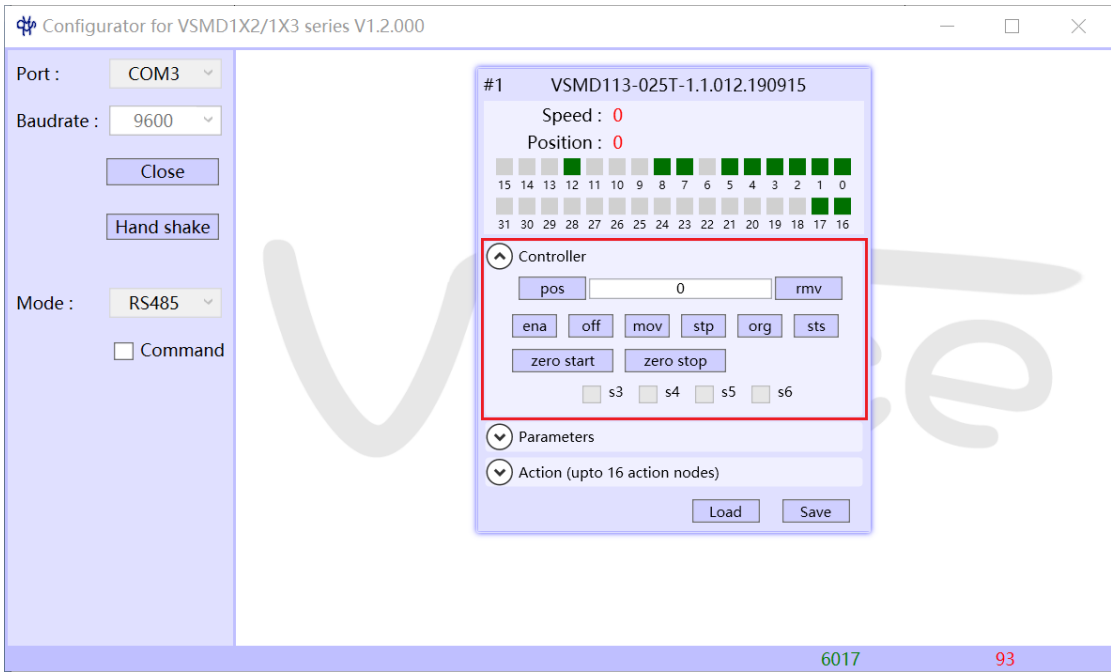 Configurator for VSMD1X2/1X3 series V1.2.000
Port : COM3
Baudrate : 9600
Close
Hand shake
Mode : RS485
Command
#1 VSMD113-025T-1.1.012.190915
Speed : 0
Position : 0
15 14 13 12 11 10 9 8 7 6 5 4 3 2 1 0
31 30 29 28 27 26 25 24 23 22 21 20 19 18 17 16
Controller
pos 0 rmv
ena off mov stp org sts
zero start zero stop
s3 s4 s5 s6
Parameters
Action (upto 16 action nodes)
Load Save
6017 93